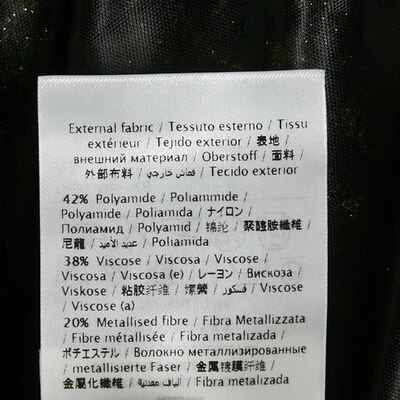 External fabric / Tessuto esterno / Tissu
extérieur / Tejido exterior / 表地 /
внешний материал / Oberstoff / 面料 /
外部布料 / قماش خارجي / Tecido exterior
42% Polyamide / Poliammide /
Polyamide / Poliamida / ナイロン /
Полиамид / Polyamid / 锦纶 / 聚醯胺纖維 /
尼龍 / عديد الأميد / Poliamida
38% Viscose / Viscosa / Viscose /
Viscosa / Viscosa (e) / レーヨン / Вискоза /
Viskose / 粘胶纤维 / 嫘縈 / فسكوز / Viscose
/ Viscose (a)
20% Metallised fibre / Fibra Metallizzata
/ Fibre métallisée / Fibra metalizada /
ポチエステル / Волокно металлизированные
/ metallisierte Faser / 金属镀膜纤维 /
金屬化纖維 / الياف معدنية / Fibra metalizada